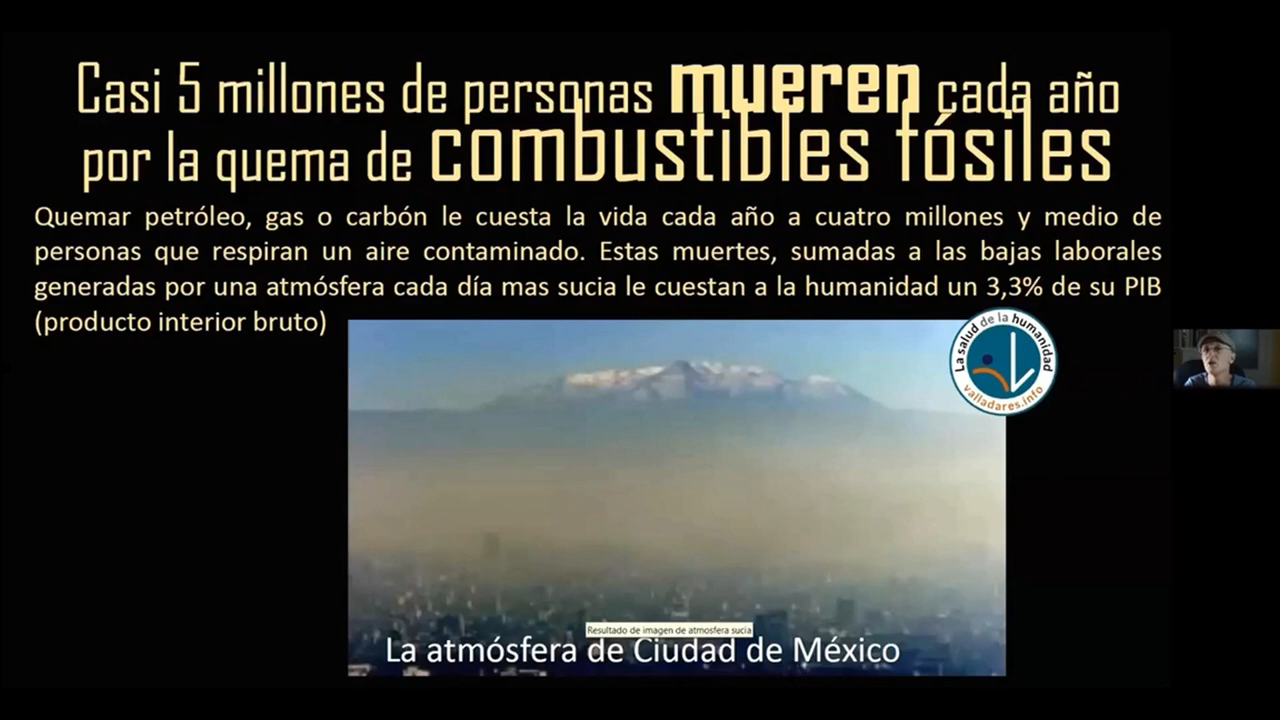 Casi 5 millones de personas mueren cada año
por la quema de combustibles fósiles
Quemar petróleo, gas o carbón le cuesta la vida cada año a cuatro millones y medio de
personas que respiran un aire contaminado. Estas muertes, sumadas a las bajas laborales
generadas por una atmósfera cada día mas sucia le cuestan a la humanidad un 3,3% de su PIB
(producto interior bruto)
La salud de la humanidad
valladares.info
Resultado de imagen de atmosfera sucia
La atmósfera de Ciudad de México